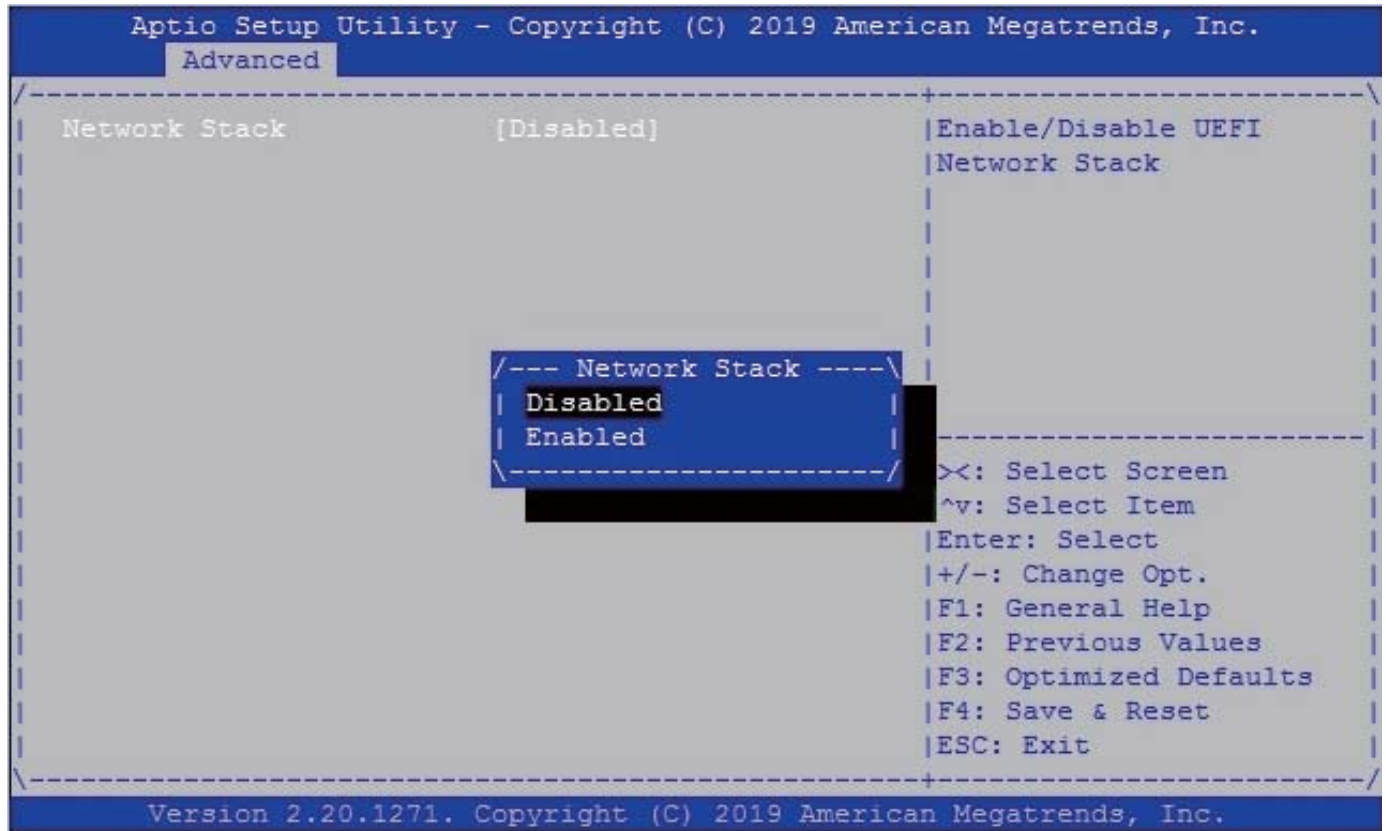 Aptio Setup Utility - Copyright (C) 2019 American Megatrends, Inc.
Advanced
Network Stack [Disabled]
Enable/Disable UEFI
Network Stack
/--- Network Stack ----\
Disabled
Enabled
><: Select Screen
^v: Select Item
Enter: Select
+/-: Change Opt.
F1: General Help
F2: Previous Values
F3: Optimized Defaults
F4: Save & Reset
ESC: Exit
Version 2.20.1271. Copyright (C) 2019 American Megatrends, Inc.